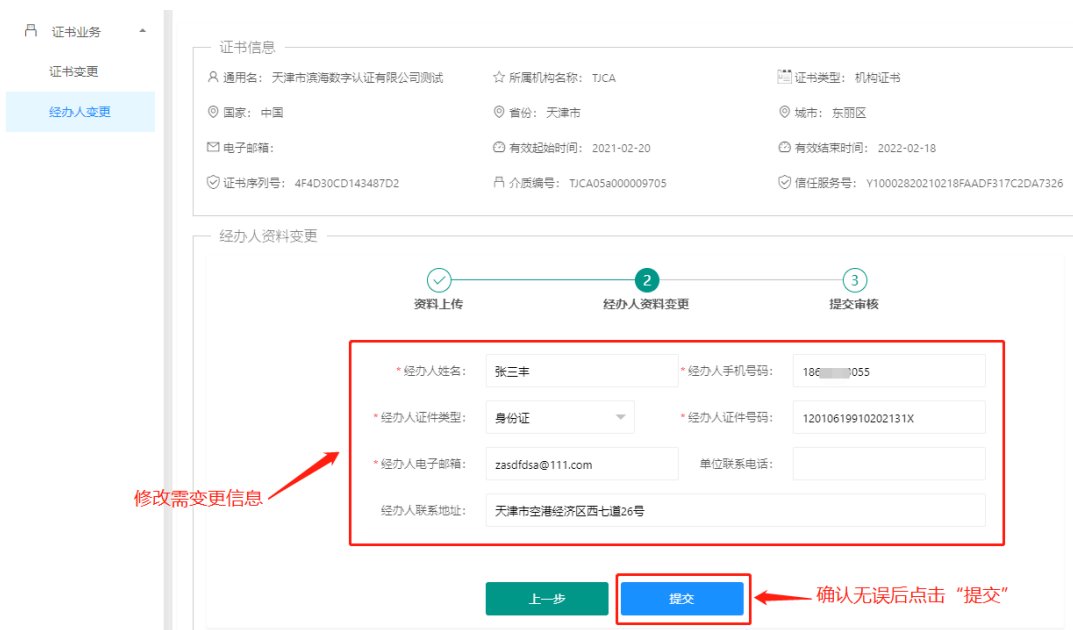 证书业务
证书变更
经办人变更
证书信息
通用名： 天津市滨海数字认证有限公司测试 所属机构名称： TJCA 证书类型： 机构证书
国家： 中国 省份： 天津市 城市： 东丽区
电子邮箱： 有效起始时间： 2021-02-20 有效结束时间： 2022-02-18
证书序列号： 4F4D30CD143487D2 介质编号： TJCA05a000009705 信任服务号： Y10002820210218FAADF317C2DA7326
经办人资料变更
2 3
资料上传 经办人资料变更 提交审核
*经办人姓名： 张三丰 *经办人手机号码： 186 055
*经办人证件类型： 身份证 *经办人证件号码： 12010619910202131X
*经办人电子邮箱： zasdfdsa@111.com 单位联系电话：
修改需变更信息
经办人联系地址： 天津市空港经济区西七道26号
上一步 提交 确认无误后点击“提交”